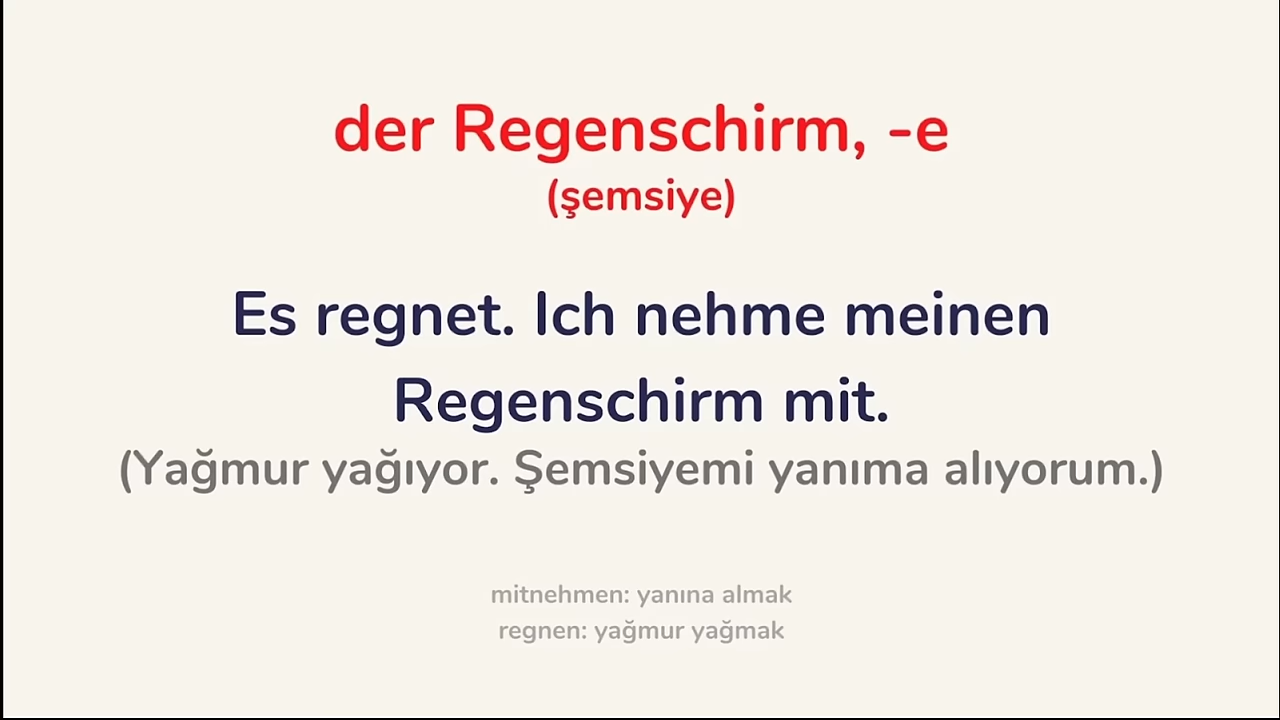 der Regenschirm, -e
(şemsiye)
Es regnet. Ich nehme meinen
Regenschirm mit.
(Yağmur yağıyor. Şemsiyemi yanıma alıyorum.)
mitnehmen: yanına almak
regnen: yağmur yağmak